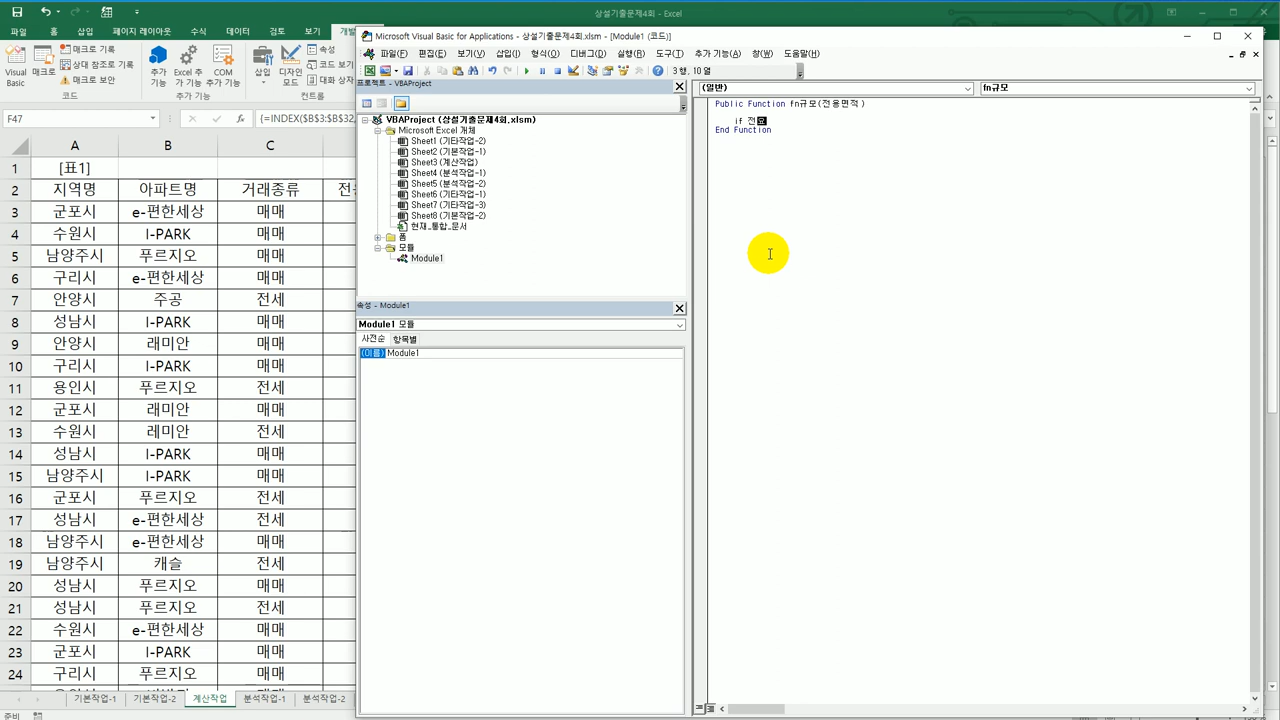 상설기출문제4회 - Excel
파일 홈 삽입 페이지 레이아웃 수식 데이터 검토 보기 개발
Visual Basic
매크로
매크로 기록
상대 참조로 기록
매크로 보안
코드
추가 기능
Excel 추가 기능
COM 추가 기능
추가 기능
삽입
디자인 모드
속성
코드 보기
대화 상자
컨트롤
F47
{=INDEX($B$3:$B$32,
A B C
1 [표1]
2 지역명 아파트명 거래종류 전용
3 군포시 e-편한세상 매매
4 수원시 I-PARK 매매
5 남양주시 푸르지오 매매
6 구리시 e-편한세상 매매
7 안양시 주공 전세
8 성남시 I-PARK 매매
9 안양시 래미안 매매
10 구리시 I-PARK 매매
11 용인시 푸르지오 전세
12 군포시 래미안 매매
13 수원시 레미안 전세
14 성남시 I-PARK 매매
15 남양주시 I-PARK 매매
16 군포시 푸르지오 전세
17 성남시 e-편한세상 전세
18 남양주시 e-편한세상 매매
19 남양주시 캐슬 전세
20 성남시 푸르지오 매매
21 성남시 푸르지오 전세
22 수원시 e-편한세상 매매
23 군포시 I-PARK 매매
24 구리시 푸르지오 매매
기본작업-1 기본작업-2 계산작업 분석작업-1 분석작업-2
준비
Microsoft Visual Basic for Applications - 상설기출문제4회.xlsm - [Module1 (코드)]
파일(F) 편집(E) 보기(V) 삽입(I) 형식(O) 디버그(D) 실행(R) 도구(T) 추가 기능(A) 창(W) 도움말(H)
3 행, 10 열
프로젝트 - VBAProject
VBAProject (상설기출문제4회.xlsm)
Microsoft Excel 개체
Sheet1 (기타작업-2)
Sheet2 (기본작업-1)
Sheet3 (계산작업)
Sheet4 (분석작업-1)
Sheet5 (분석작업-2)
Sheet6 (기타작업-1)
Sheet7 (기타작업-3)
Sheet8 (기본작업-2)
현재_통합_문서
폼
모듈
Module1
속성 - Module1
Module1 모듈
사전순 항목별
(이름) Module1
(일반) fn규모
Public Function fn규모(전용면적)
if 전요
End Function